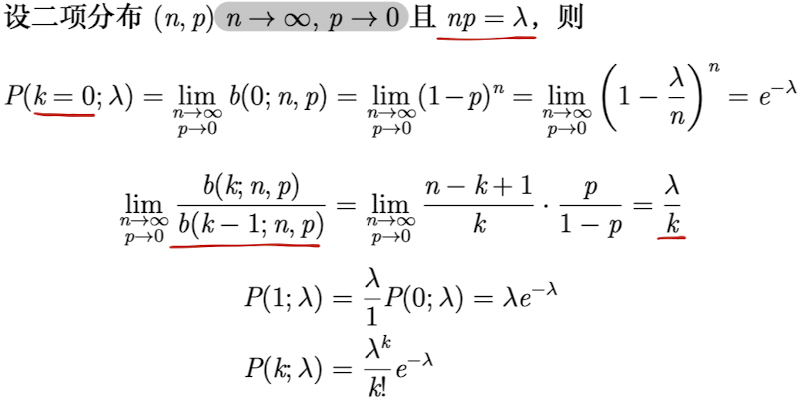 设二项分布 (n, p) n → ∞, p → 0 且 np = λ，则
P(k = 0; λ) = lim_{n→∞ p→0} b(0; n, p) = lim_{n→∞ p→0} (1−p)^n = lim_{n→∞ p→0} (1 − λ/n)^n = e^{−λ}
lim_{n→∞ p→0} b(k; n, p)/b(k − 1; n, p) = lim_{n→∞ p→0} (n − k + 1)/k · p/(1 − p) = λ/k
P(1; λ) = λ/1 P(0; λ) = λe^{−λ}
P(k; λ) = λ^k/k! e^{−λ}